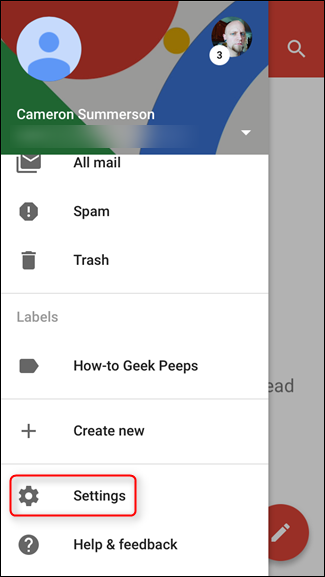 3
Cameron Summerson
All mail
Spam
Trash
Labels
How-to Geek Peeps
ead
Create new
Settings
Help & feedback